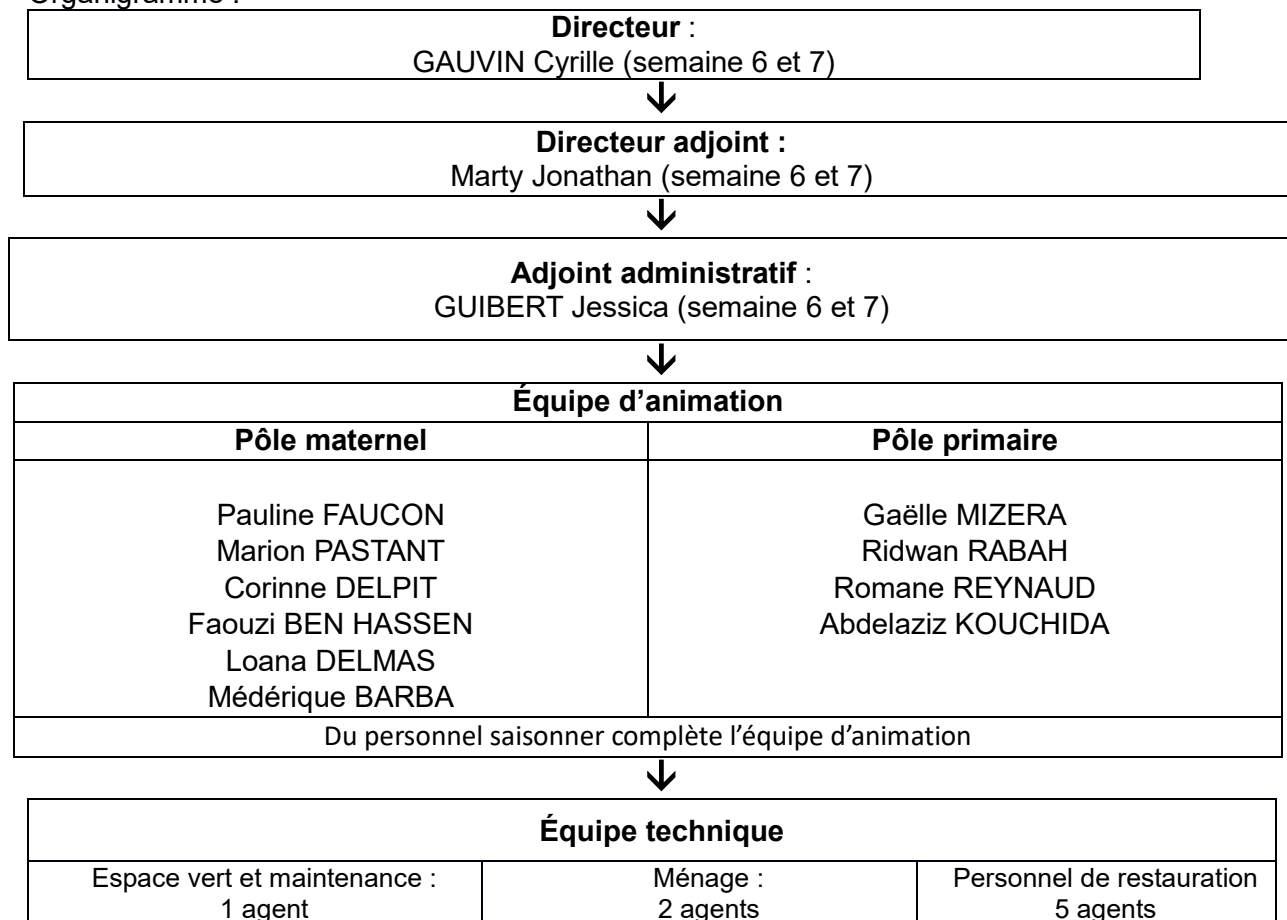 Organigramme :
Directeur :
GAUVIN Cyrille (semaine 6 et 7)
Directeur adjoint :
Marty Jonathan (semaine 6 et 7)
Adjoint administratif :
GUIBERT Jessica (semaine 6 et 7)
Équipe d’animation
Pôle maternel
Pôle primaire
Pauline FAUCON
Marion PASTANT
Corinne DELPIT
Faouzi BEN HASSEN
Loana DELMAS
Médérique BARBA
Gaëlle MIZERA
Ridwan RABAH
Romane REYNAUD
Abdelaziz KOUCHIDA
Du personnel saisonner complète l’équipe d’animation
Équipe technique
Espace vert et maintenance :
1 agent
Ménage :
2 agents
Personnel de restauration
5 agents